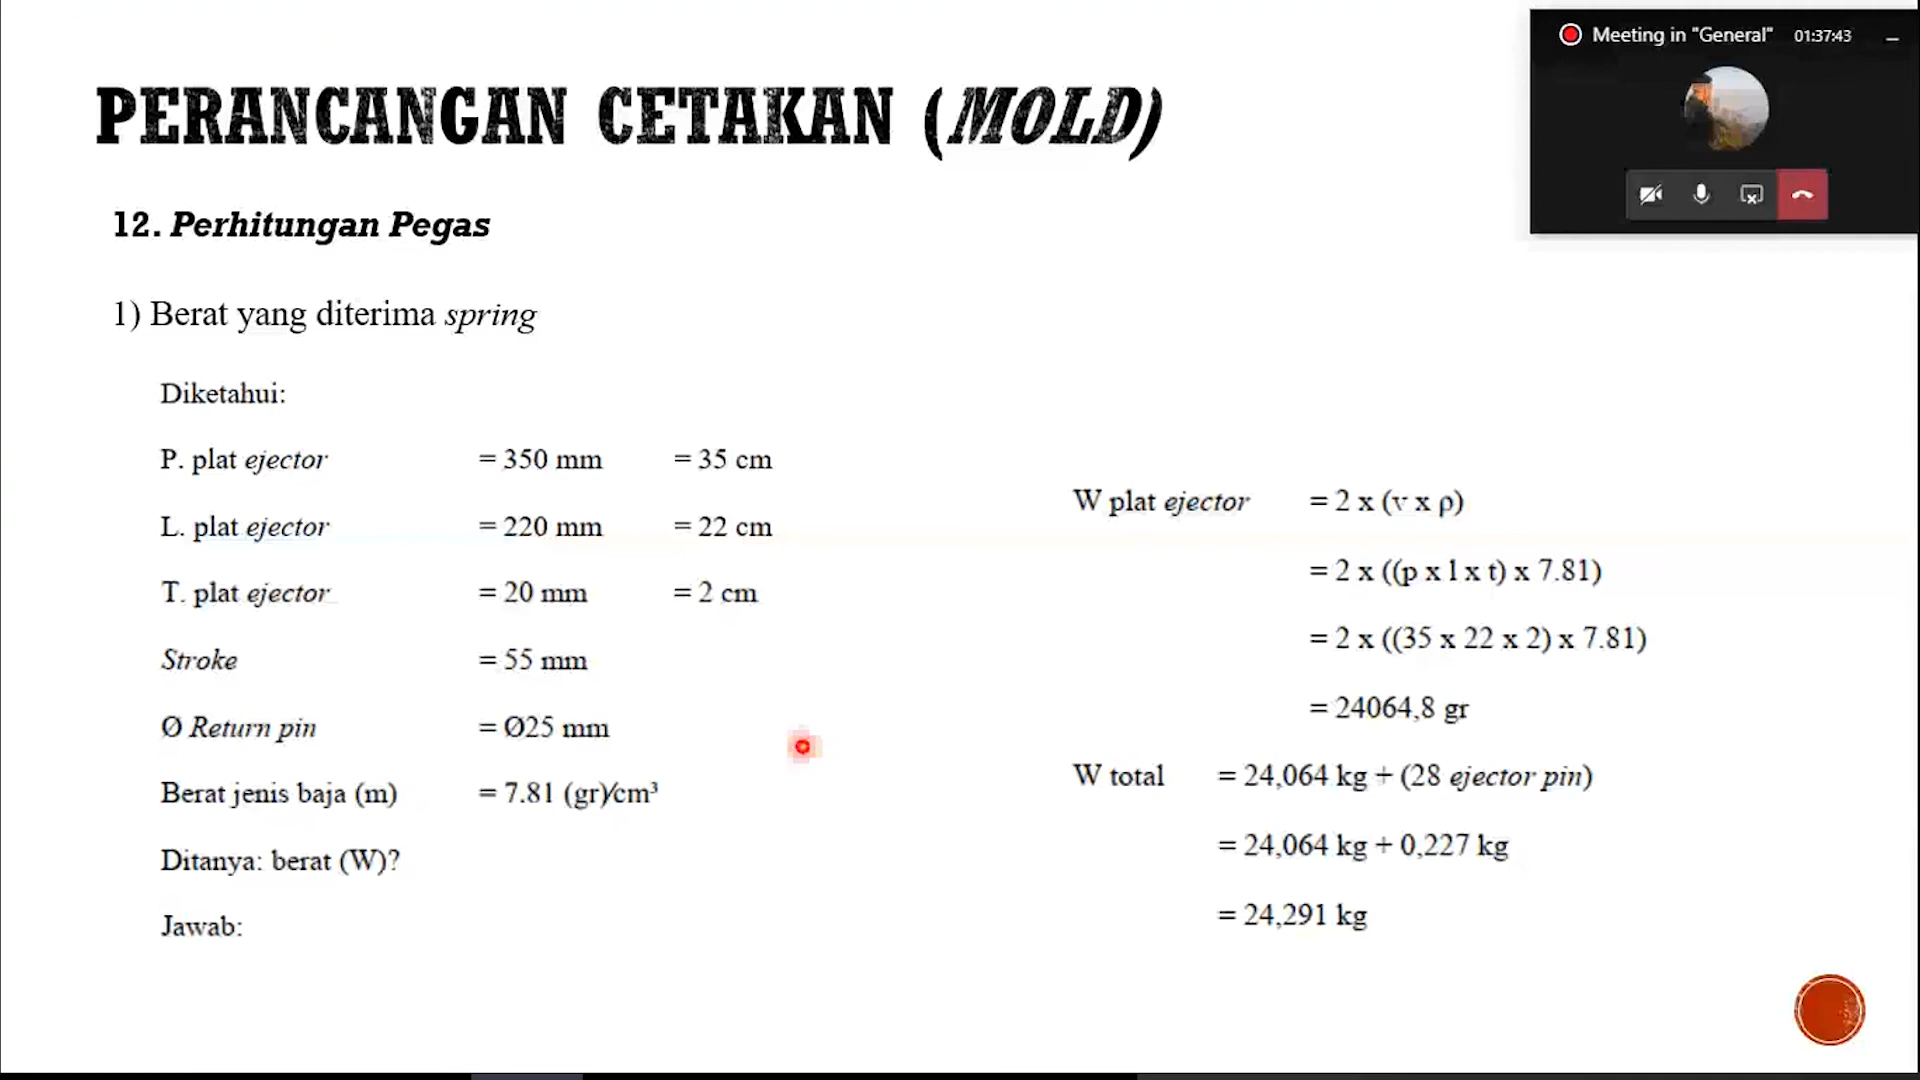 Meeting in "General" 01:37:43
PERANCANGAN CETAKAN (MOLD)
12. Perhitungan Pegas
1) Berat yang diterima spring
Diketahui:
P. plat ejector = 350 mm = 35 cm
L. plat ejector = 220 mm = 22 cm
T. plat ejector = 20 mm = 2 cm
Stroke = 55 mm
Ø Return pin = Ø25 mm
Berat jenis baja (m) = 7.81 (gr)/cm³
Ditanya: berat (W)?
Jawab:
W plat ejector = 2 x (v x ρ)
= 2 x ((p x l x t) x 7.81)
= 2 x ((35 x 22 x 2) x 7.81)
= 24064,8 gr
W total = 24,064 kg + (28 ejector pin)
= 24,064 kg + 0,227 kg
= 24,291 kg